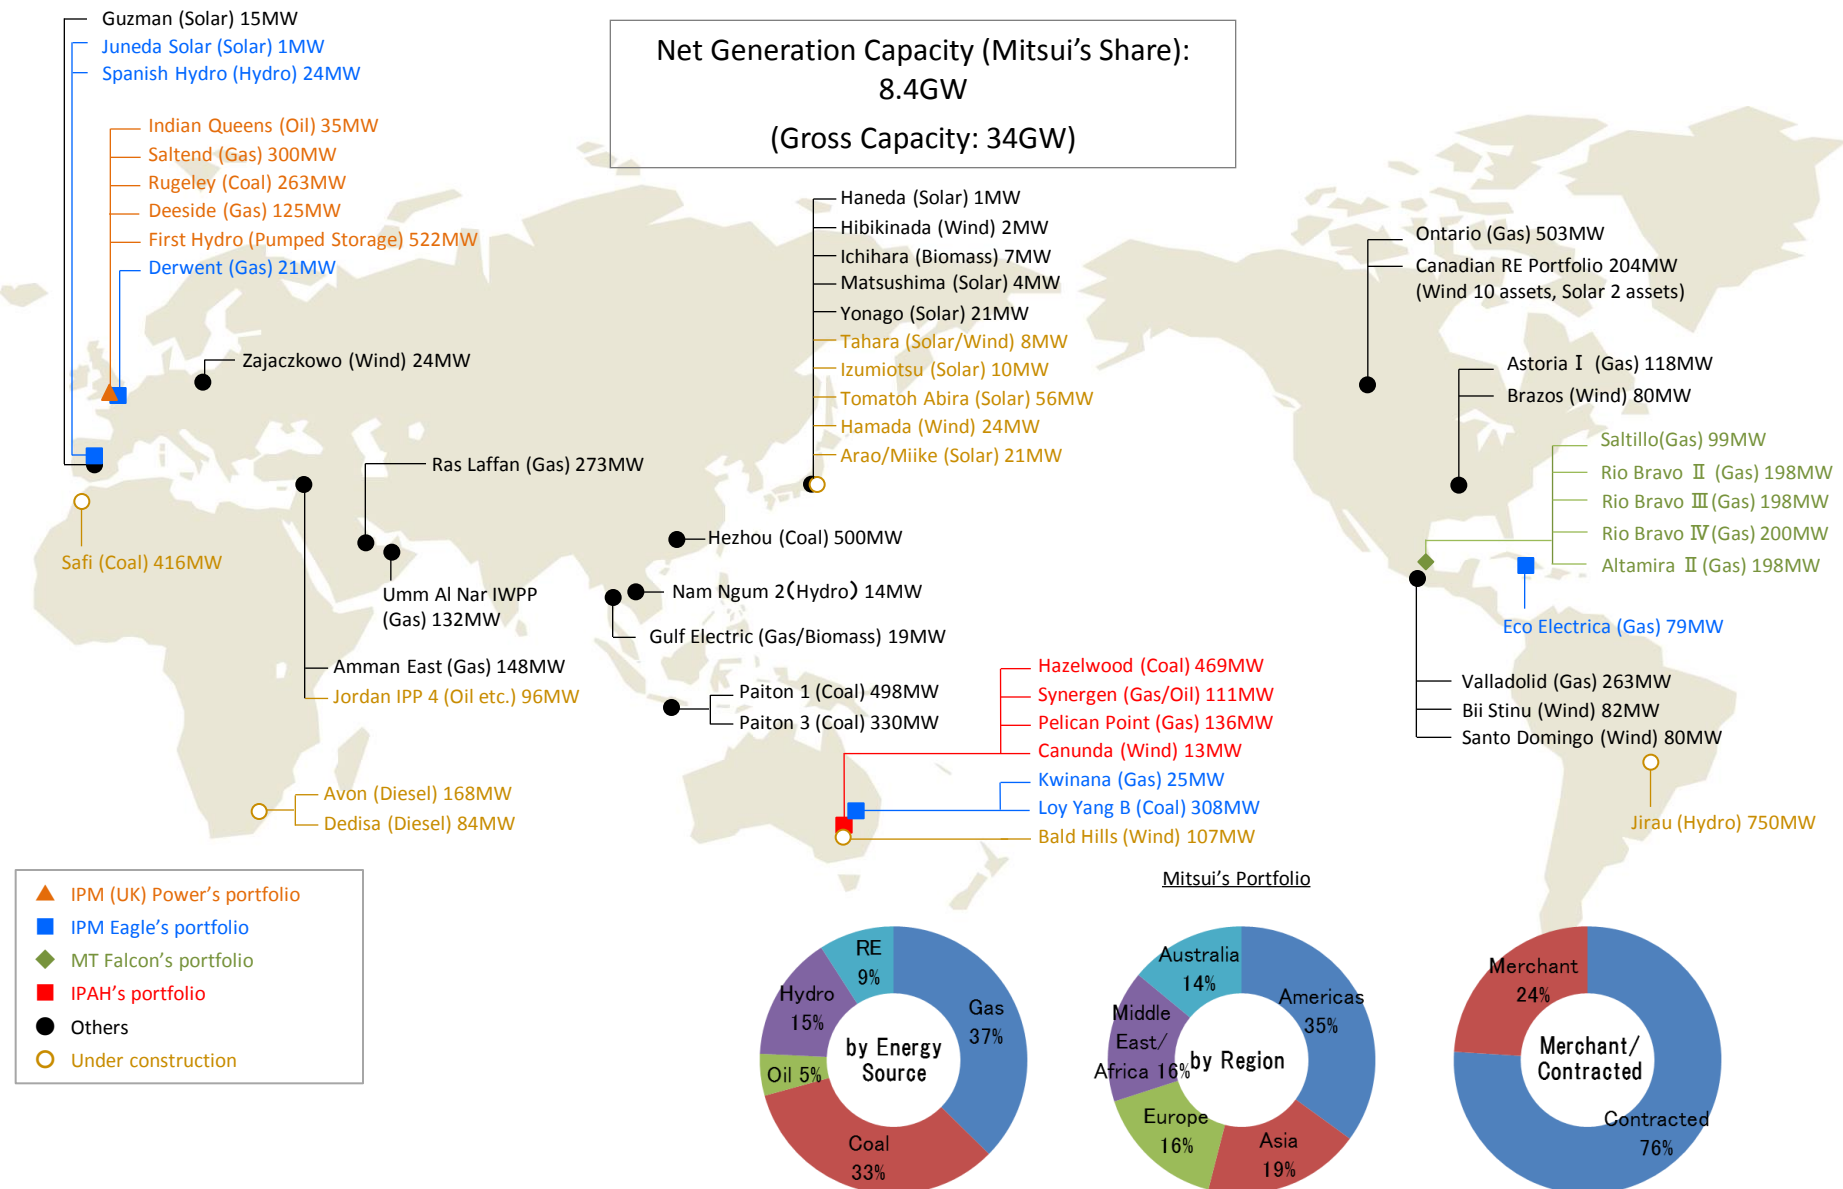 Guzman (Solar) 15MW
Juneda Solar (Solar) 1MW
Spanish Hydro (Hydro) 24MW
Net Generation Capacity (Mitsui's Share):
8.4GW
(Gross Capacity: 34GW)
Indian Queens (Oil) 35MW
Saltend (Gas) 300MW
Rugeley (Coal) 263MW
Deeside (Gas) 125MW
First Hydro (Pumped Storage) 522MW
Derwent (Gas) 21MW
Zajaczkowo (Wind) 24MW
Haneda (Solar) 1MW
Hibikinada (Wind) 2MW
Ichihara (Biomass) 7MW
Matsushima (Solar) 4MW
Yonago (Solar) 21MW
Tahara (Solar/Wind) 8MW
Izumiotsu (Solar) 10MW
Tomatoh Abira (Solar) 56MW
Hamada (Wind) 24MW
Arao/Miike (Solar) 21MW
Ontario (Gas) 503MW
Canadian RE Portfolio 204MW
(Wind 10 assets, Solar 2 assets)
Astoria Ⅰ (Gas) 118MW
Brazos (Wind) 80MW
Saltillo(Gas) 99MW
Rio Bravo Ⅱ (Gas) 198MW
Rio Bravo Ⅲ (Gas) 198MW
Rio Bravo Ⅳ (Gas) 200MW
Altamira Ⅱ (Gas) 198MW
Eco Electrica (Gas) 79MW
Valladolid (Gas) 263MW
Bii Stinu (Wind) 82MW
Santo Domingo (Wind) 80MW
Jirau (Hydro) 750MW
Ras Laffan (Gas) 273MW
Safi (Coal) 416MW
Umm Al Nar IWPP
(Gas) 132MW
Amman East (Gas) 148MW
Jordan IPP 4 (Oil etc.) 96MW
Hezhou (Coal) 500MW
Nam Ngum 2(Hydro) 14MW
Gulf Electric (Gas/Biomass) 19MW
Paiton 1 (Coal) 498MW
Paiton 3 (Coal) 330MW
Hazelwood (Coal) 469MW
Synergen (Gas/Oil) 111MW
Pelican Point (Gas) 136MW
Canunda (Wind) 13MW
Kwinana (Gas) 25MW
Loy Yang B (Coal) 308MW
Bald Hills (Wind) 107MW
Avon (Diesel) 168MW
Dedisa (Diesel) 84MW
IPM (UK) Power's portfolio
IPM Eagle's portfolio
MT Falcon's portfolio
IPAH's portfolio
Others
Under construction
Mitsui's Portfolio
RE
9%
Hydro
15%
Gas
37%
Oil 5%
Coal
33%
by Energy
Source
Australia
14%
Americas
35%
Middle
East/
Africa 16%
Europe
16%
Asia
19%
by Region
Merchant
24%
Merchant/
Contracted
Contracted
76%